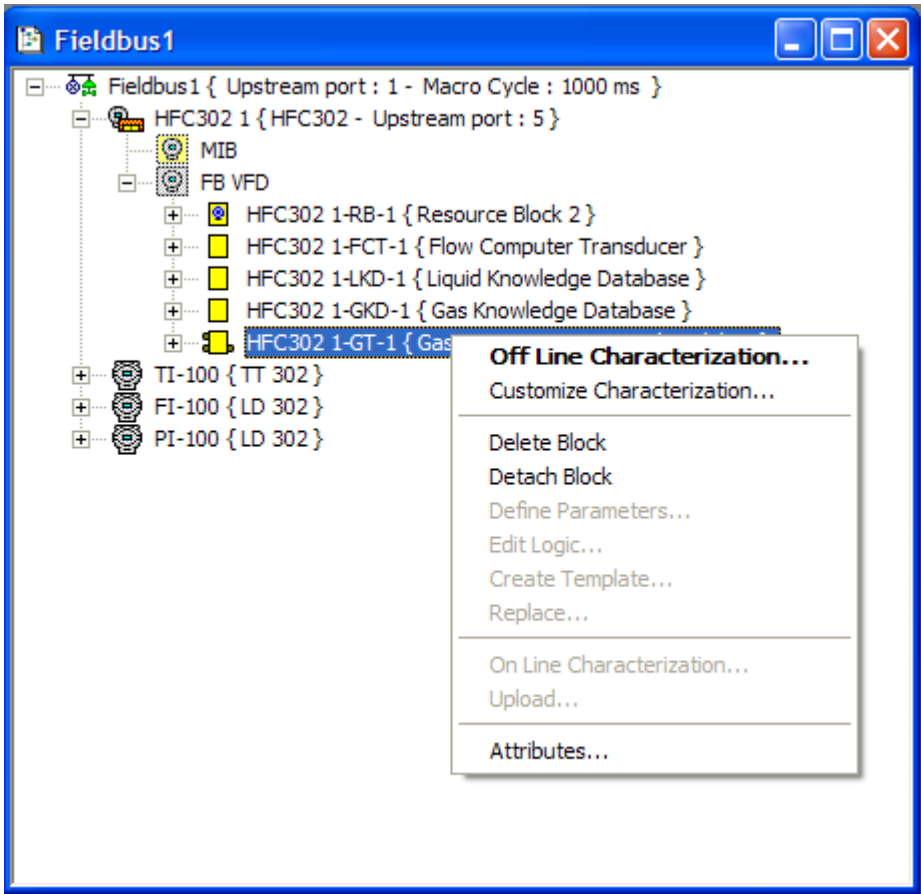 Fieldbus1
Fieldbus1 { Upstream port : 1 - Macro Cycle : 1000 ms }
HFC302 1 { HFC302 - Upstream port : 5 }
MIB
FB VFD
HFC302 1-RB-1 { Resource Block 2 }
HFC302 1-FCT-1 { Flow Computer Transducer }
HFC302 1-LKD-1 { Liquid Knowledge Database }
HFC302 1-GKD-1 { Gas Knowledge Database }
HFC302 1-GT-1 { Gas
TI-100 { TT 302 }
FI-100 { LD 302 }
PI-100 { LD 302 }
Off Line Characterization...
Customize Characterization...
Delete Block
Detach Block
Define Parameters...
Edit Logic...
Create Template...
Replace...
On Line Characterization...
Upload...
Attributes...